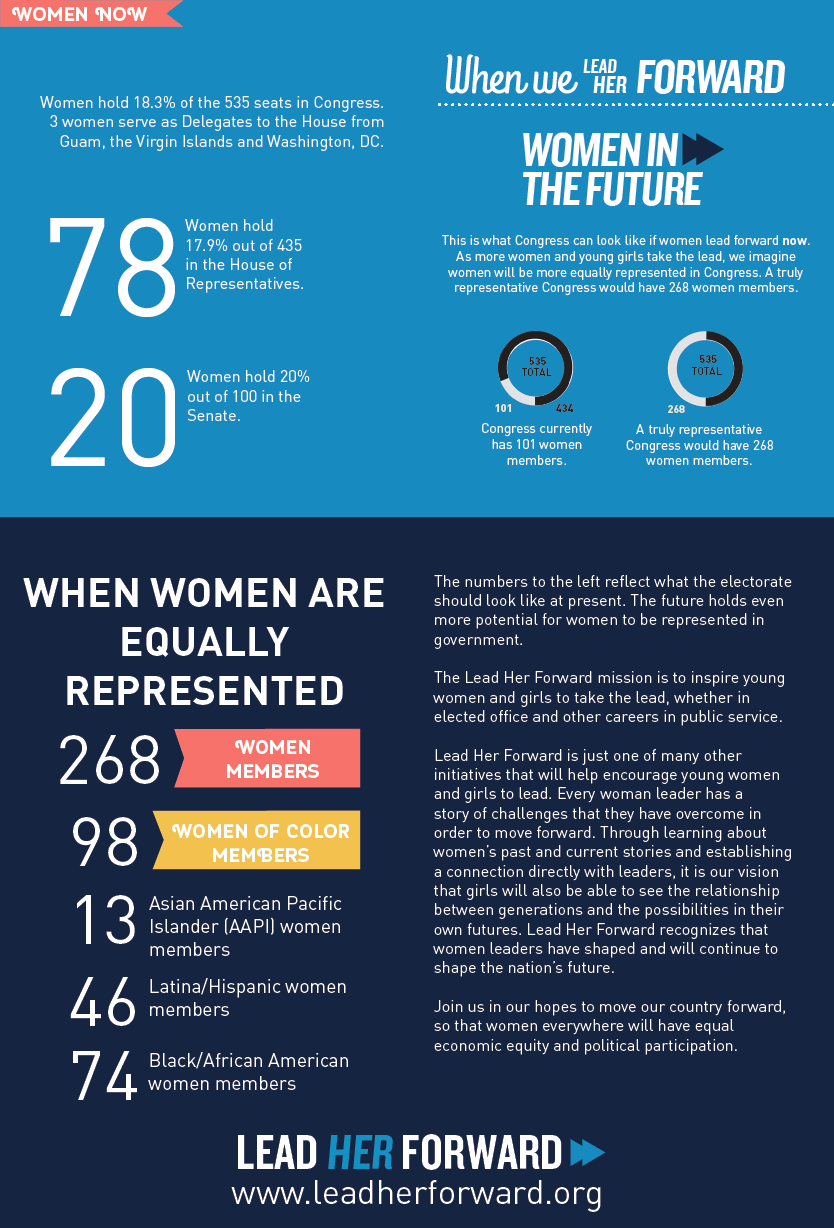 WOMEN NOW
Women hold 18.3% of the 535 seats in Congress.
3 women serve as Delegates to the House from
Guam, the Virgin Islands and Washington, DC.
78
Women hold
17.9% out of 435
in the House of
Representatives.
20
Women hold 20%
out of 100 in the
Senate.
When we LEAD HER FORWARD
WOMEN IN
THE FUTURE
This is what Congress can look like if women lead forward now.
As more women and young girls take the lead, we imagine
women will be more equally represented in Congress. A truly
representative Congress would have 268 women members.
535
TOTAL
101
434
Congress currently
has 101 women
members.
535
TOTAL
268
A truly representative
Congress would have 268
women members.
WHEN WOMEN ARE
EQUALLY
REPRESENTED
268
WOMEN
MEMBERS
98
WOMEN OF COLOR
MEMBERS
13
Asian American Pacific
Islander (AAPI) women
members
46
Latina/Hispanic women
members
74
Black/African American
women members
The numbers to the left reflect what the electorate
should look like at present. The future holds even
more potential for women to be represented in
government.
The Lead Her Forward mission is to inspire young
women and girls to take the lead, whether in
elected office and other careers in public service.
Lead Her Forward is just one of many other
initiatives that will help encourage young women
and girls to lead. Every woman leader has a
story of challenges that they have overcome in
order to move forward. Through learning about
women's past and current stories and establishing
a connection directly with leaders, it is our vision
that girls will also be able to see the relationship
between generations and the possibilities in their
own futures. Lead Her Forward recognizes that
women leaders have shaped and will continue to
shape the nation's future.
Join us in our hopes to move our country forward,
so that women everywhere will have equal
economic equity and political participation.
LEAD HER FORWARD
www.leadherforward.org